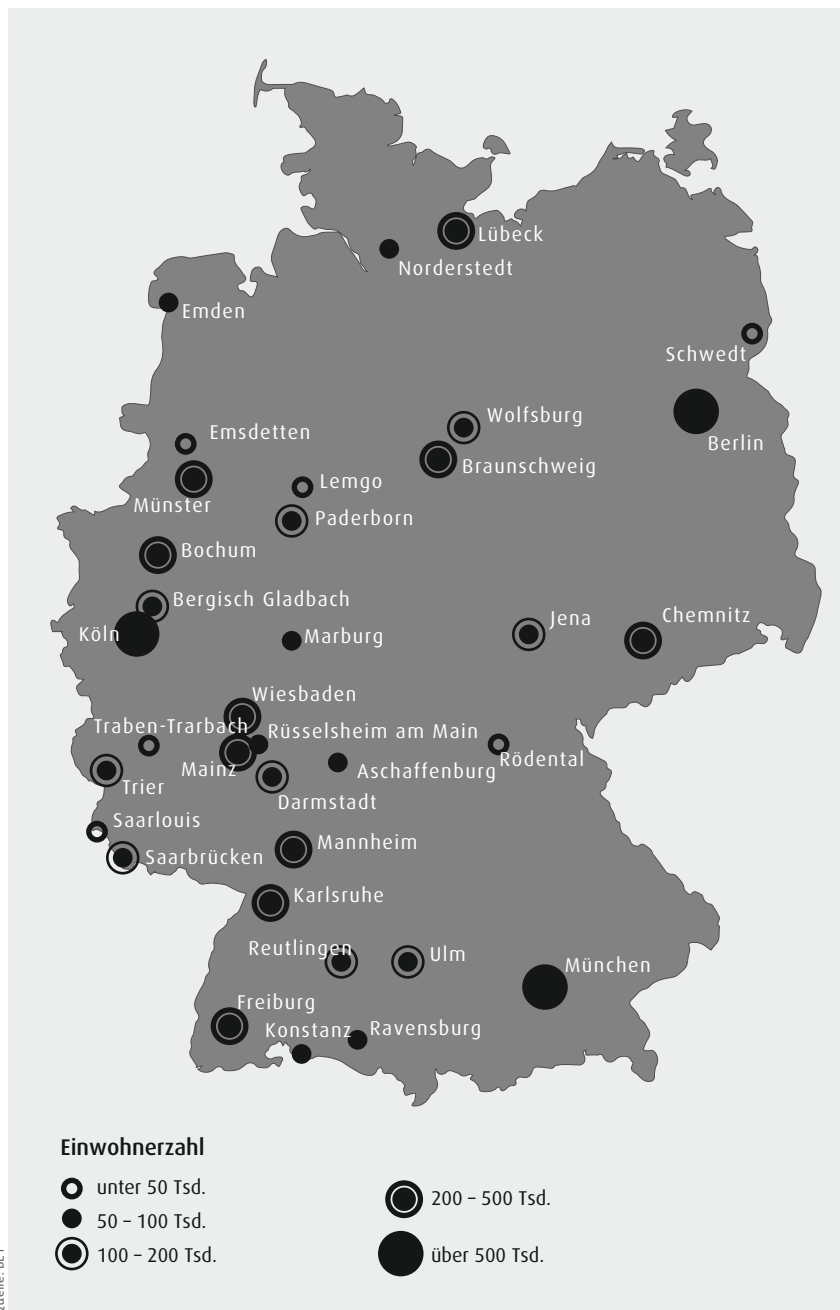 Lübeck
Norderstedt
Emden
Schwedt
Wolfsburg
Berlin
Emsdetten
Braunschweig
Lemgo
Münster
Paderborn
Bochum
Bergisch Gladbach
Jena
Chemnitz
Köln
Marburg
Wiesbaden
Traben-Trarbach
Rüsselsheim am Main
Rödental
Mainz
Aschaffenburg
Trier
Darmstadt
Saarlouis
Mannheim
Saarbrücken
Karlsruhe
Reutlingen
Ulm
München
Freiburg
Konstanz
Ravensburg
Einwohnerzahl
unter 50 Tsd.
50 – 100 Tsd.
100 – 200 Tsd.
200 – 500 Tsd.
über 500 Tsd.